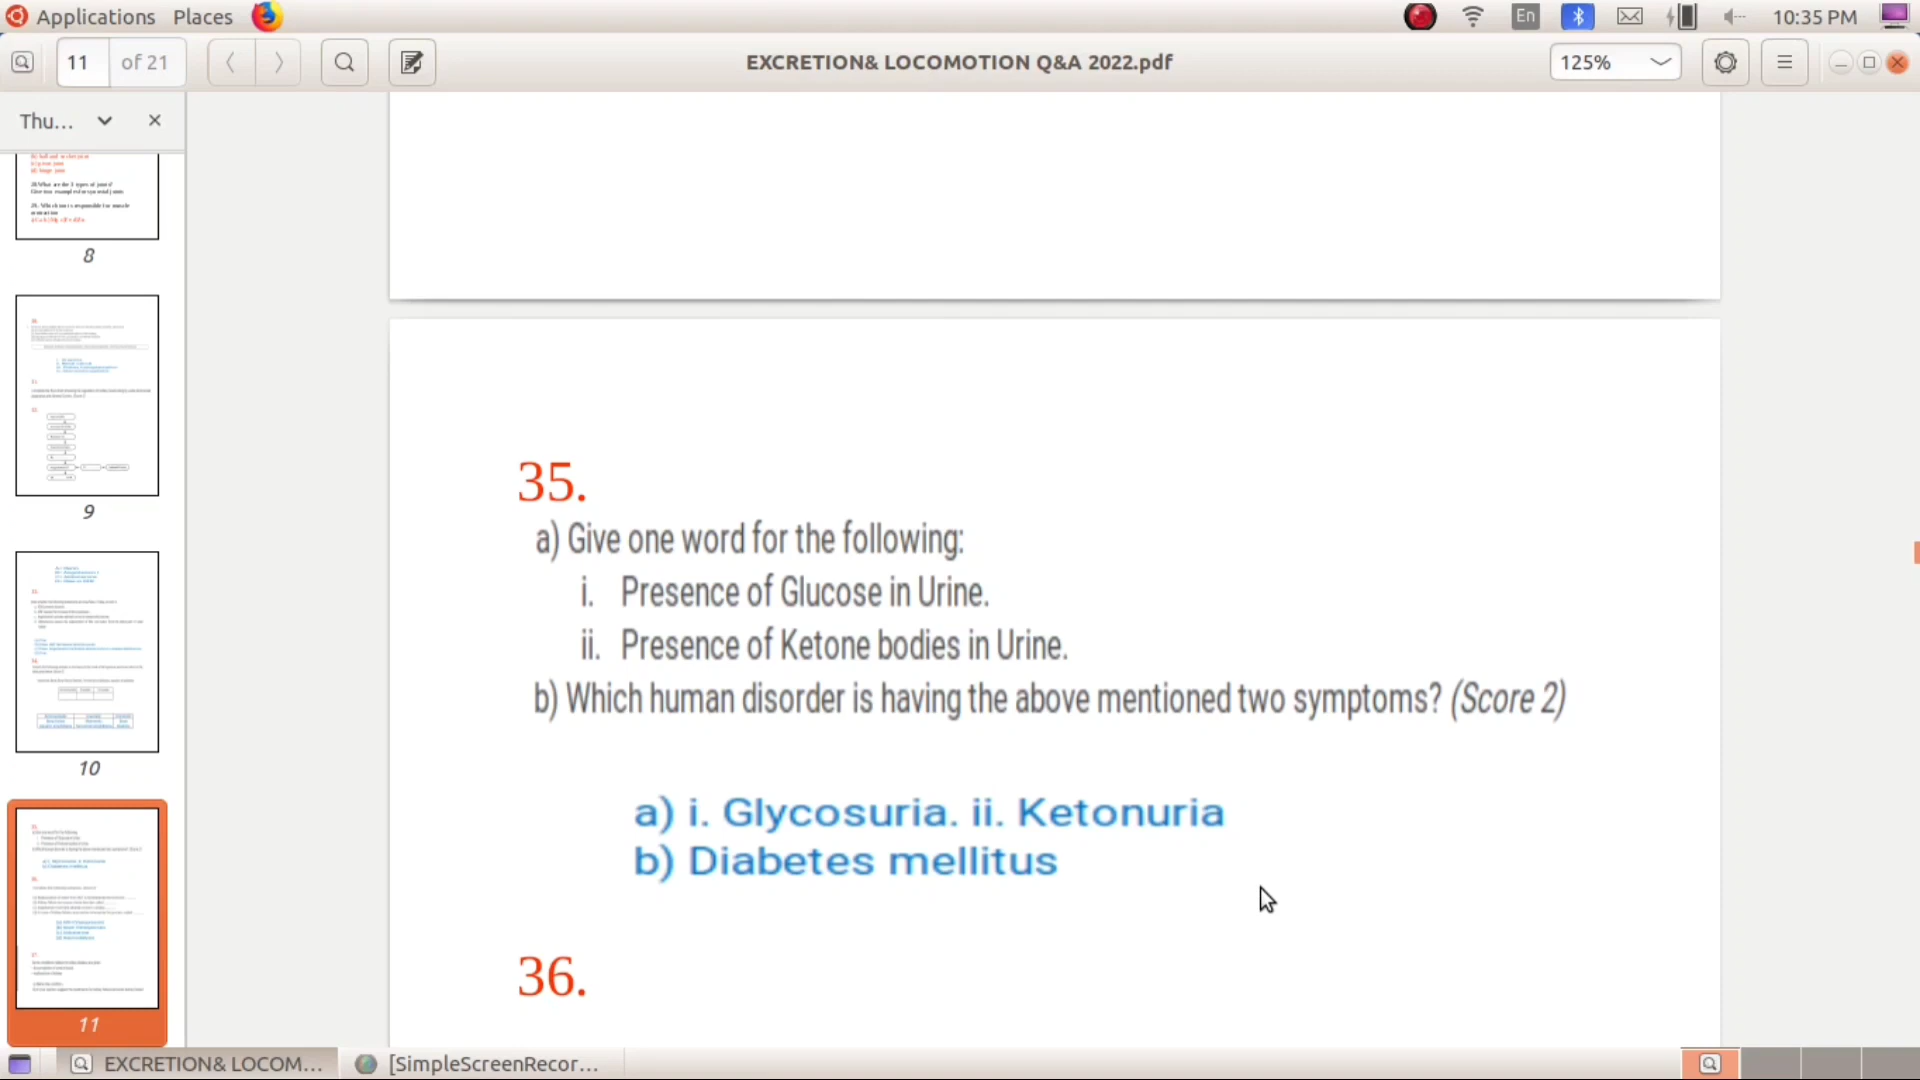 Applications Places En 10:35 PM
11 of 21 EXCRETION& LOCOMOTION Q&A 2022.pdf 125%
Thu...
8
9
10
11
35.
a) Give one word for the following:
i. Presence of Glucose in Urine.
ii. Presence of Ketone bodies in Urine.
b) Which human disorder is having the above mentioned two symptoms? (Score 2)
a) i. Glycosuria. ii. Ketonuria
b) Diabetes mellitus
36.
EXCRETION& LOCOM... [SimpleScreenRecor...